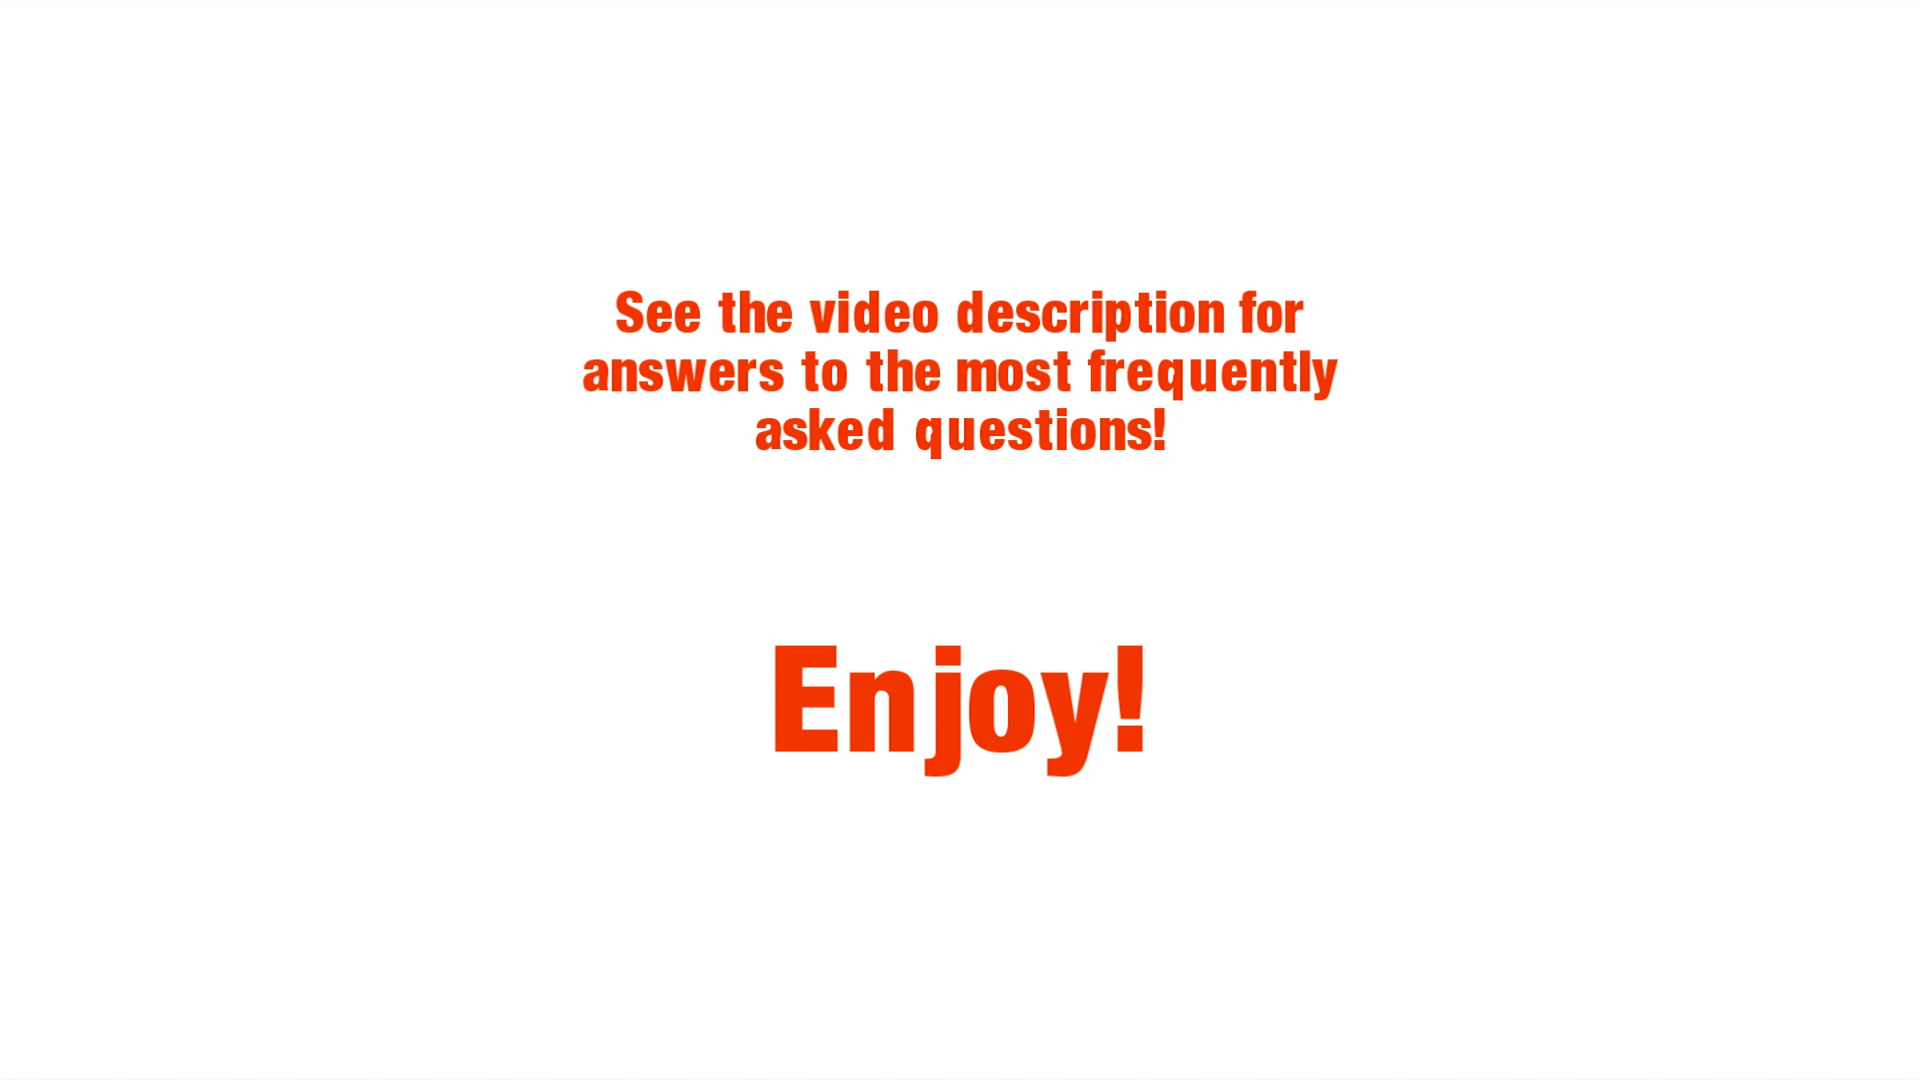 See the video description for
answers to the most frequently
asked questions!
Enjoy!